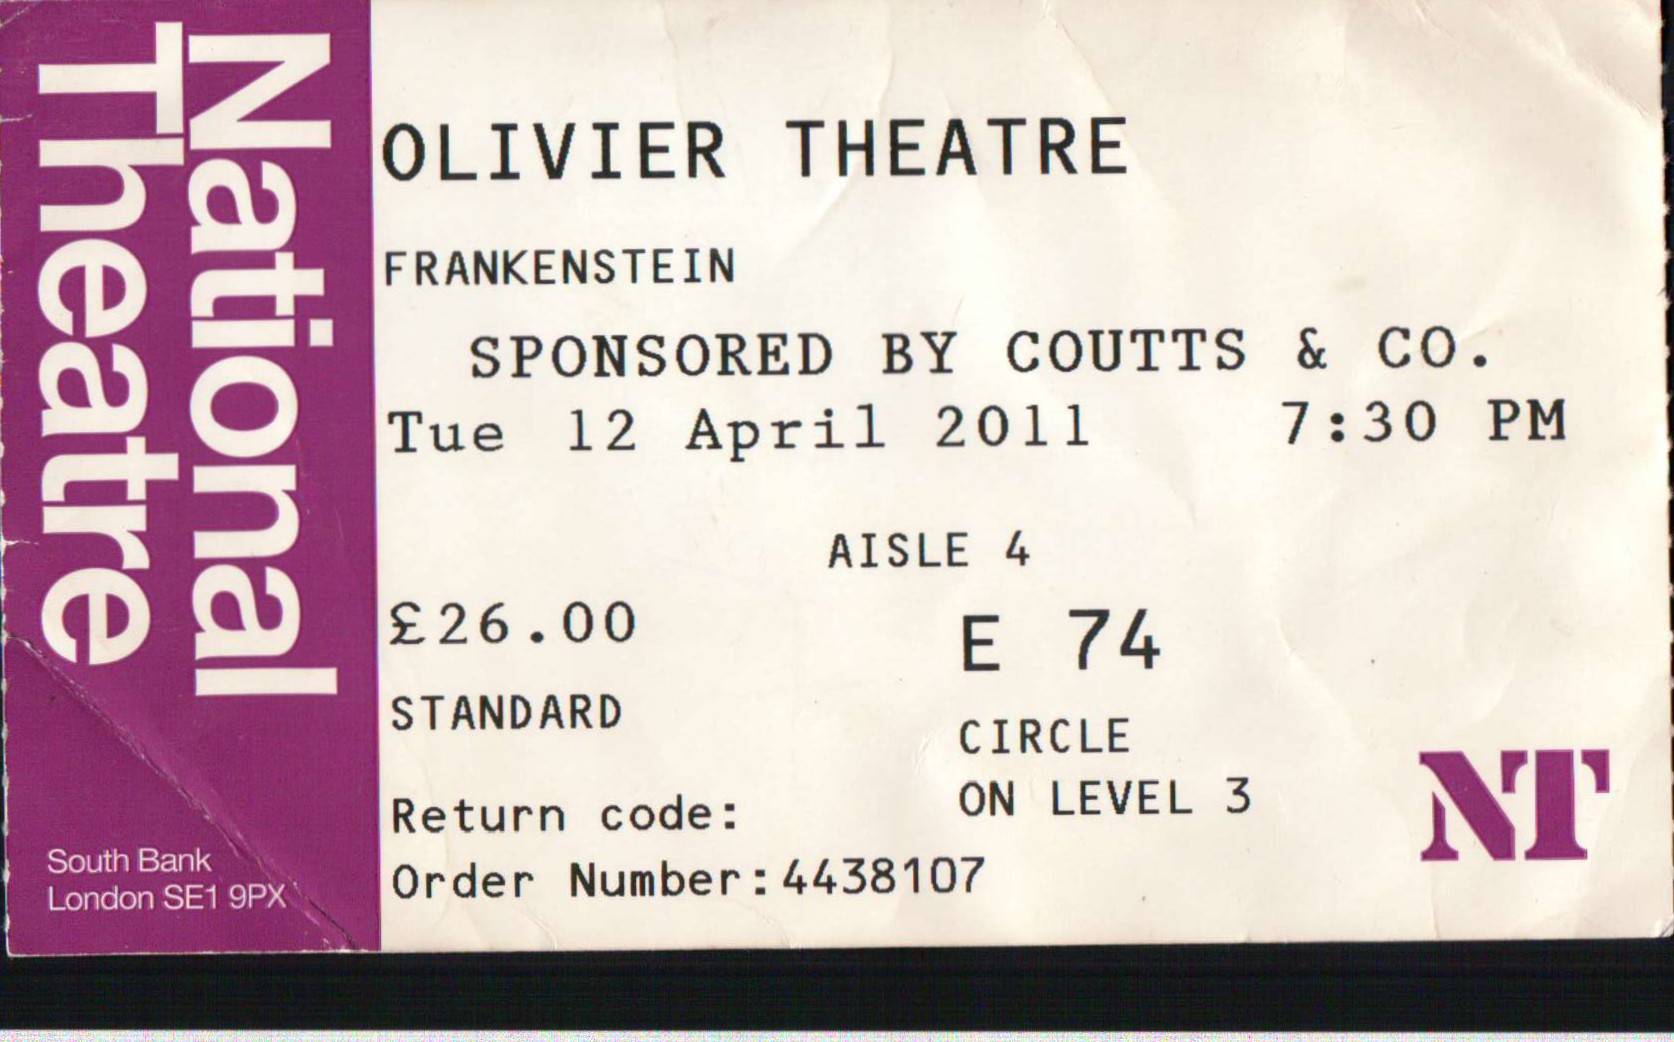 National
Theatre
South Bank
London SE1 9PX
OLIVIER THEATRE
FRANKENSTEIN
SPONSORED BY COUTTS & CO.
Tue 12 April 2011 7:30 PM
AISLE 4
£26.00
E 74
STANDARD
CIRCLE
ON LEVEL 3
Return code:
Order Number:4438107
NT